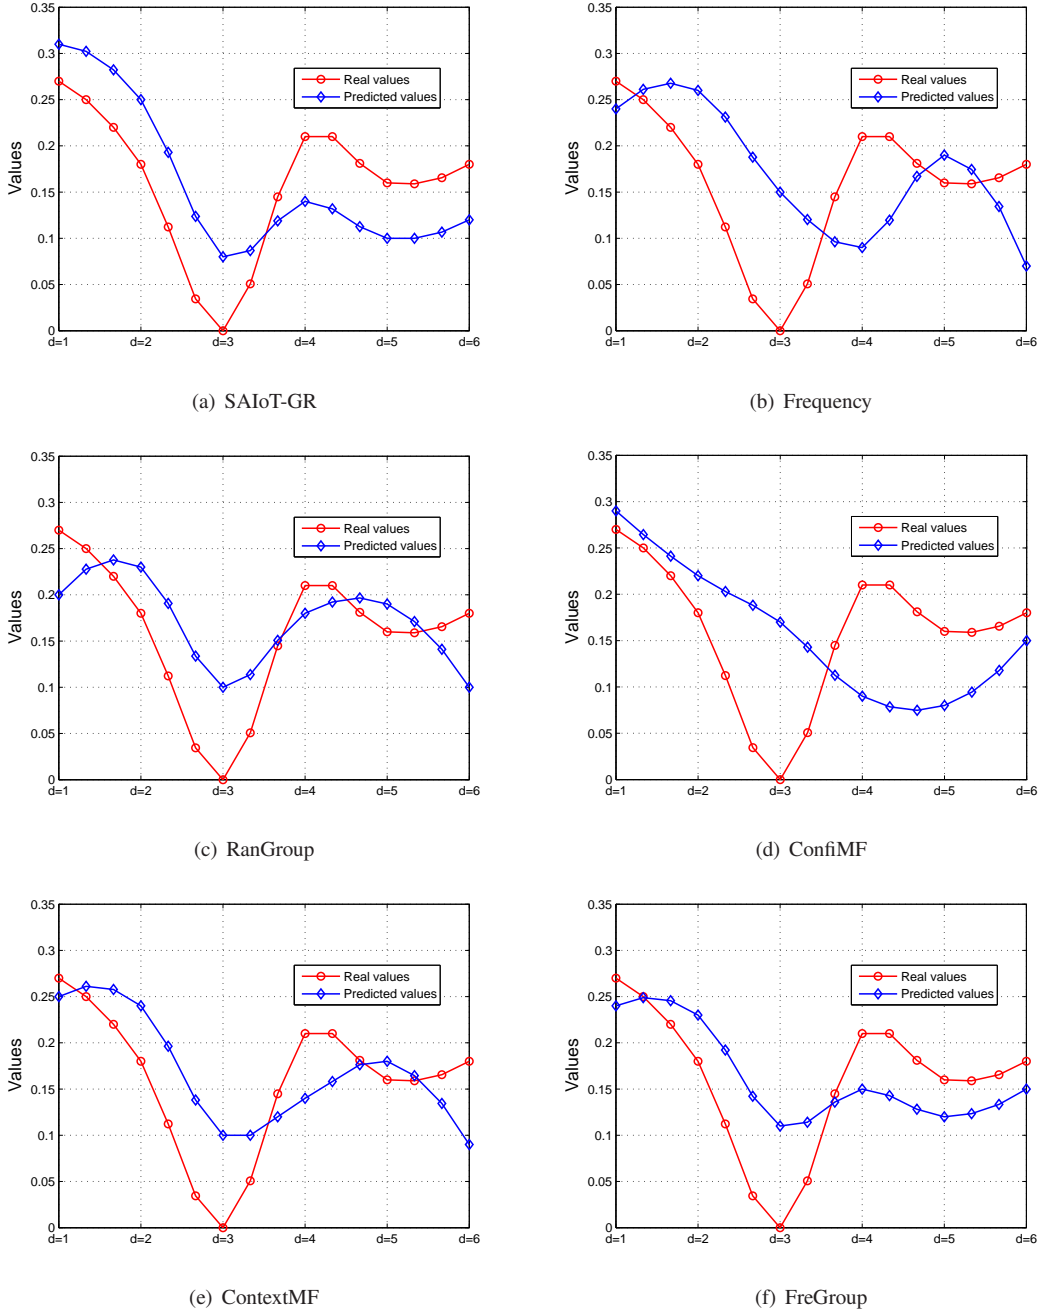 0.35
0.3
0.25
0.2
0.15
0.1
0.05
0
Values
d=1 d=2 d=3 d=4 d=5 d=6
Real values
Predicted values
(a) SAIoT-GR
0.35
0.3
0.25
0.2
0.15
0.1
0.05
0
Values
d=1 d=2 d=3 d=4 d=5 d=6
Real values
Predicted values
(b) Frequency
0.35
0.3
0.25
0.2
0.15
0.1
0.05
0
Values
d=1 d=2 d=3 d=4 d=5 d=6
Real values
Predicted values
(c) RanGroup
0.35
0.3
0.25
0.2
0.15
0.1
0.05
0
Values
d=1 d=2 d=3 d=4 d=5 d=6
Real values
Predicted values
(d) ConfiMF
0.35
0.3
0.25
0.2
0.15
0.1
0.05
0
Values
d=1 d=2 d=3 d=4 d=5 d=6
Real values
Predicted values
(e) ContextMF
0.35
0.3
0.25
0.2
0.15
0.1
0.05
0
Values
d=1 d=2 d=3 d=4 d=5 d=6
Real values
Predicted values
(f) FreGroup